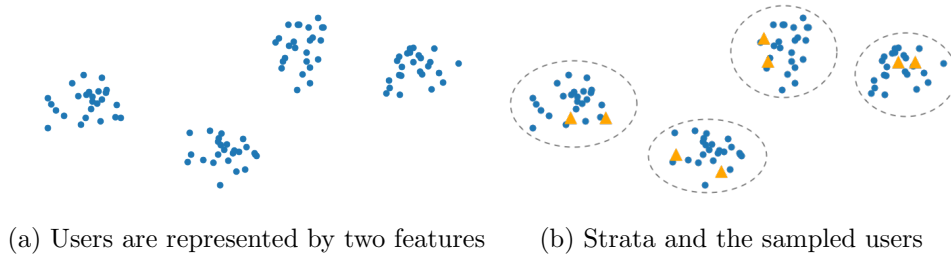 (a) Users are represented by two features
(b) Strata and the sampled users